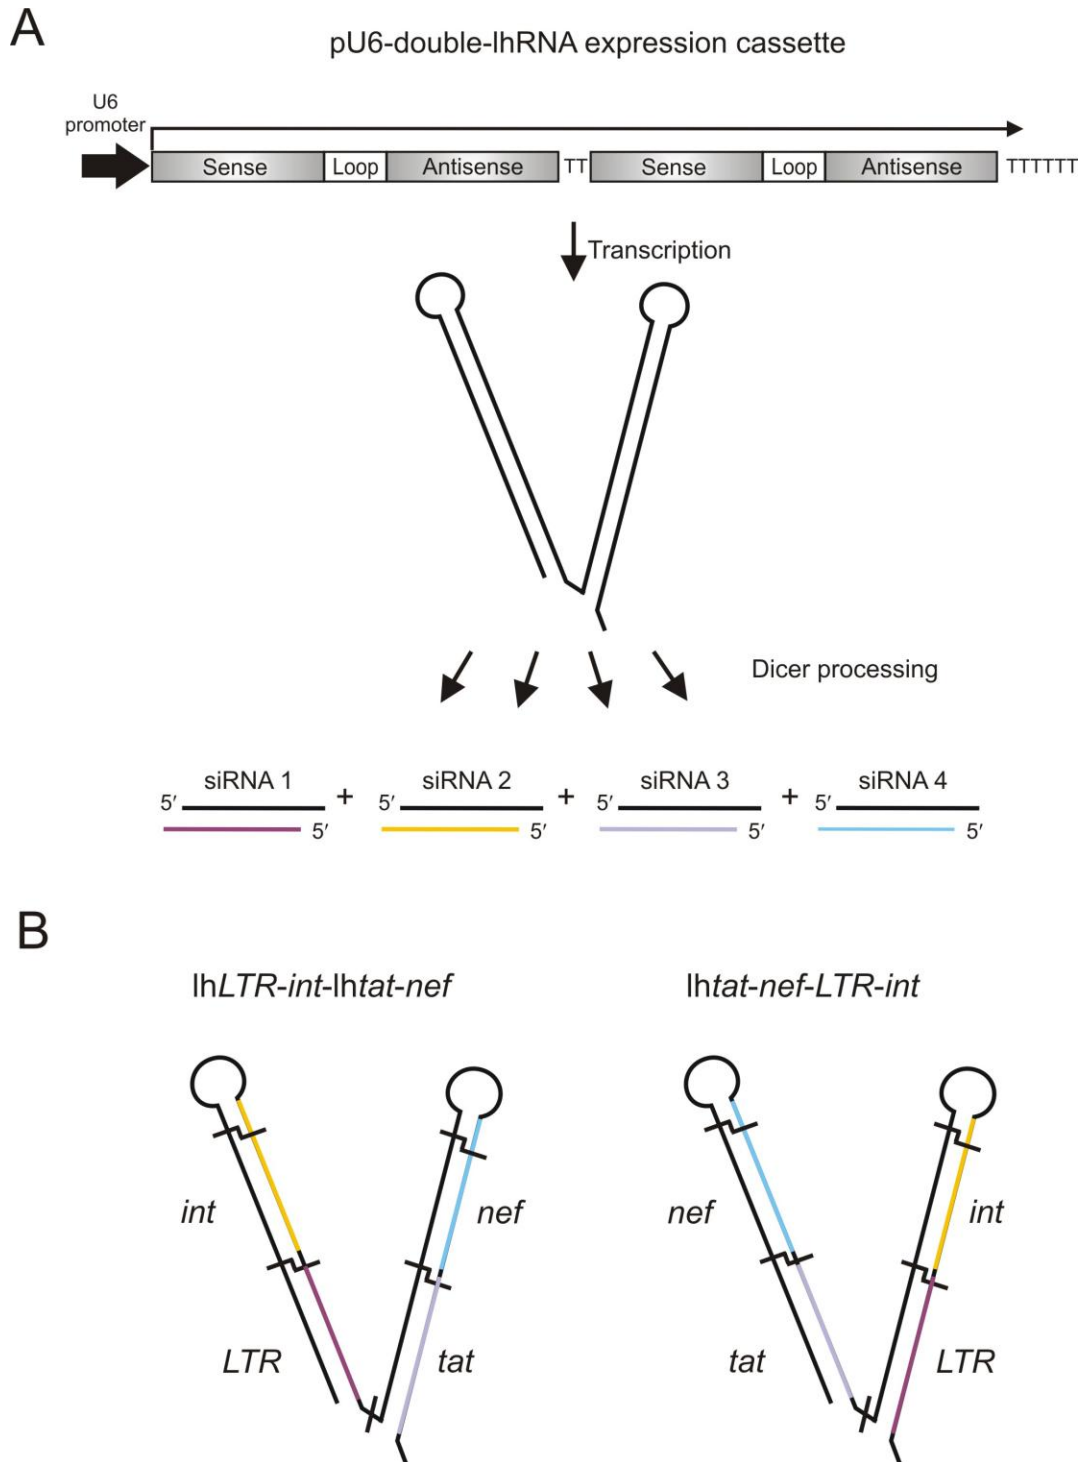 A
pU6-double-lhRNA expression cassette
U6
promoter
Sense Loop Antisense TT Sense Loop Antisense TTTTTT
Transcription
Dicer processing
siRNA 1 + siRNA 2 + siRNA 3 + siRNA 4
5′ 5′ 5′ 5′
5′ 5′ 5′ 5′
B
lhLTR-int-lhtat-nef lhtat-nef-LTR-int
int nef nef int
LTR tat tat LTR